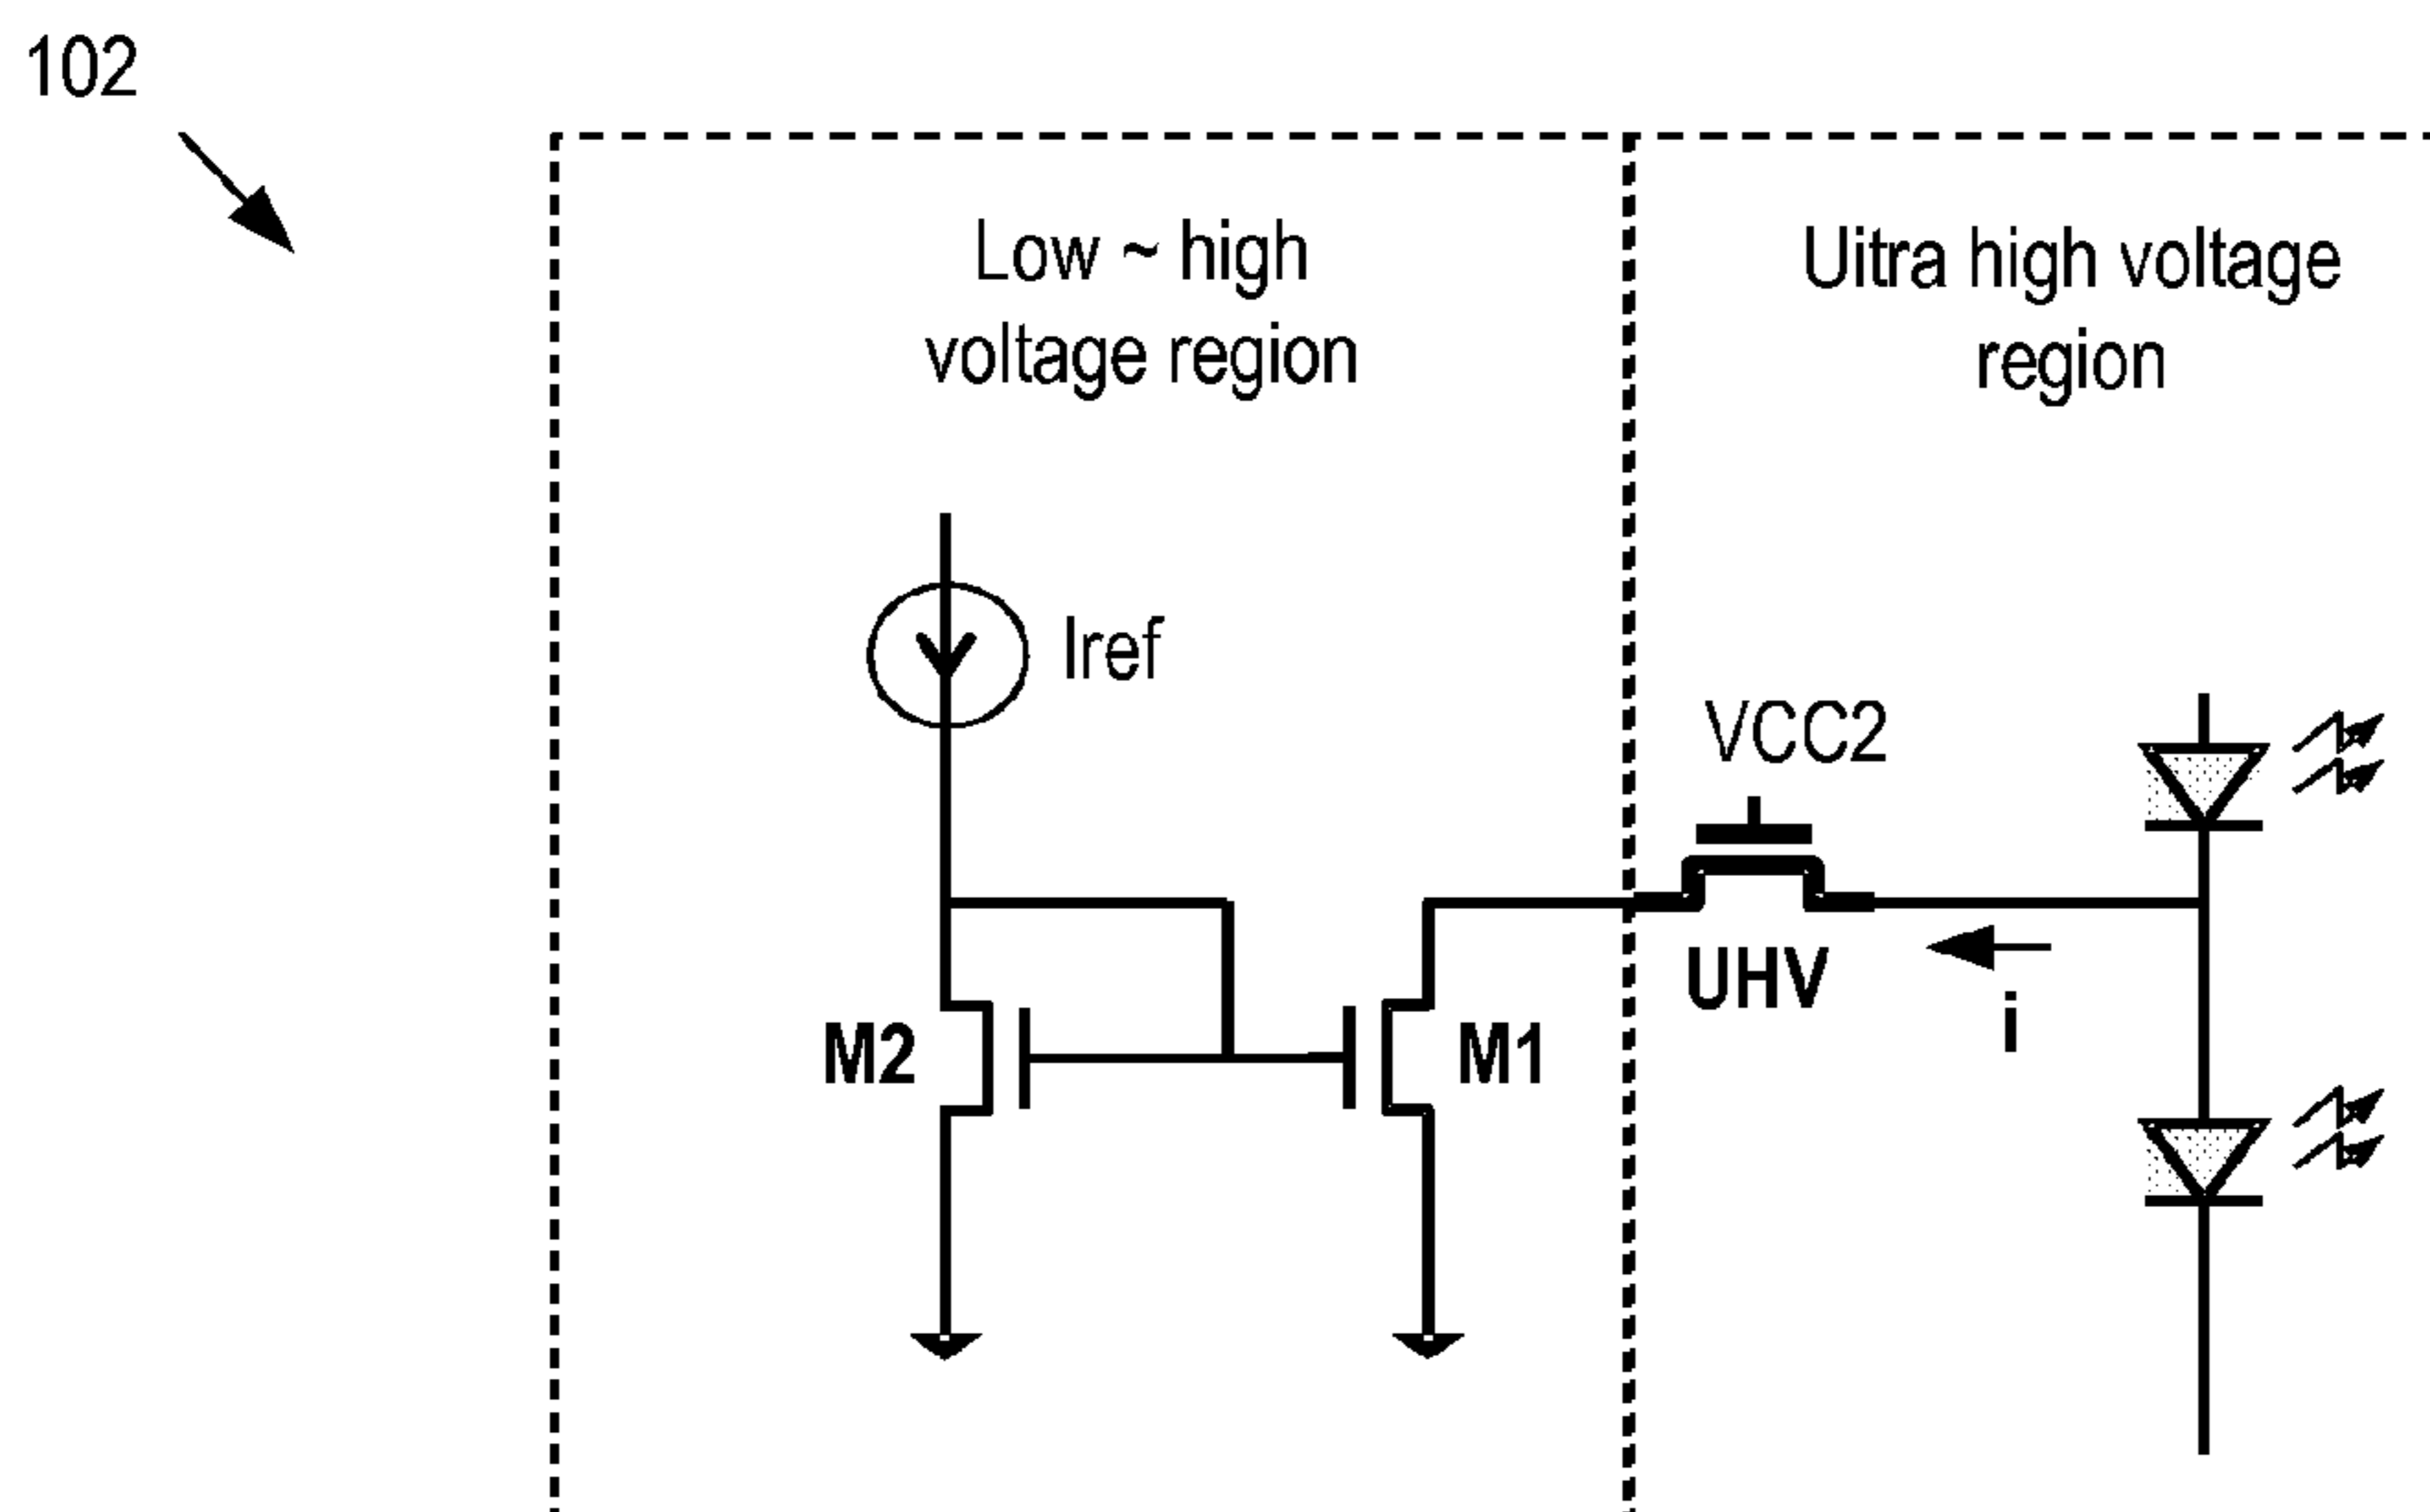 102
Low ~ high
voltage region
Uitra high voltage
region
Iref
VCC2
UHV
i
M2
M1